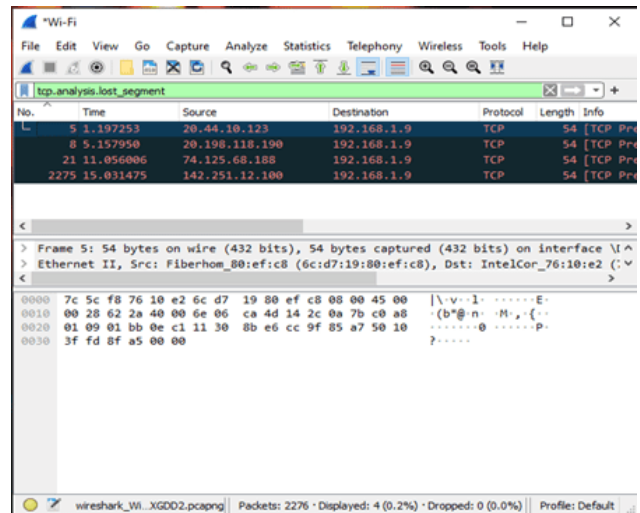 *Wi-Fi
File Edit View Go Capture Analyze Statistics Telephony Wireless Tools Help
tcp.analysis.lost_segment
No. Time Source Destination Protocol Length Info
5 1.197253 20.44.10.123 192.168.1.9 TCP 54 [TCP Pre
8 5.157950 20.198.118.190 192.168.1.9 TCP 54 [TCP Pre
21 11.056006 74.125.68.188 192.168.1.9 TCP 54 [TCP Pre
2275 15.031475 142.251.12.100 192.168.1.9 TCP 54 [TCP Pre
> Frame 5: 54 bytes on wire (432 bits), 54 bytes captured (432 bits) on interface \
> Ethernet II, Src: Fiberhom_80:ef:c8 (6c:d7:19:80:ef:c8), Dst: IntelCor_76:10:e2 (
0000 7c 5c f8 76 10 e2 6c d7 19 80 ef c8 08 00 45 00 |\·v··l· ······E·
0010 00 28 62 2a 40 00 6e 06 ca 4d 14 2c 0a 7b c0 a8 ·(b*@·n· ·M·,·{··
0020 01 09 01 bb 0e c1 11 30 8b e6 cc 9f 85 a7 50 10 ·······0 ······P·
0030 3f fd 8f a5 00 00 ?·····
wireshark_Wi...XGDD2.pcapng Packets: 2276 · Displayed: 4 (0.2%) · Dropped: 0 (0.0%) Profile: Default